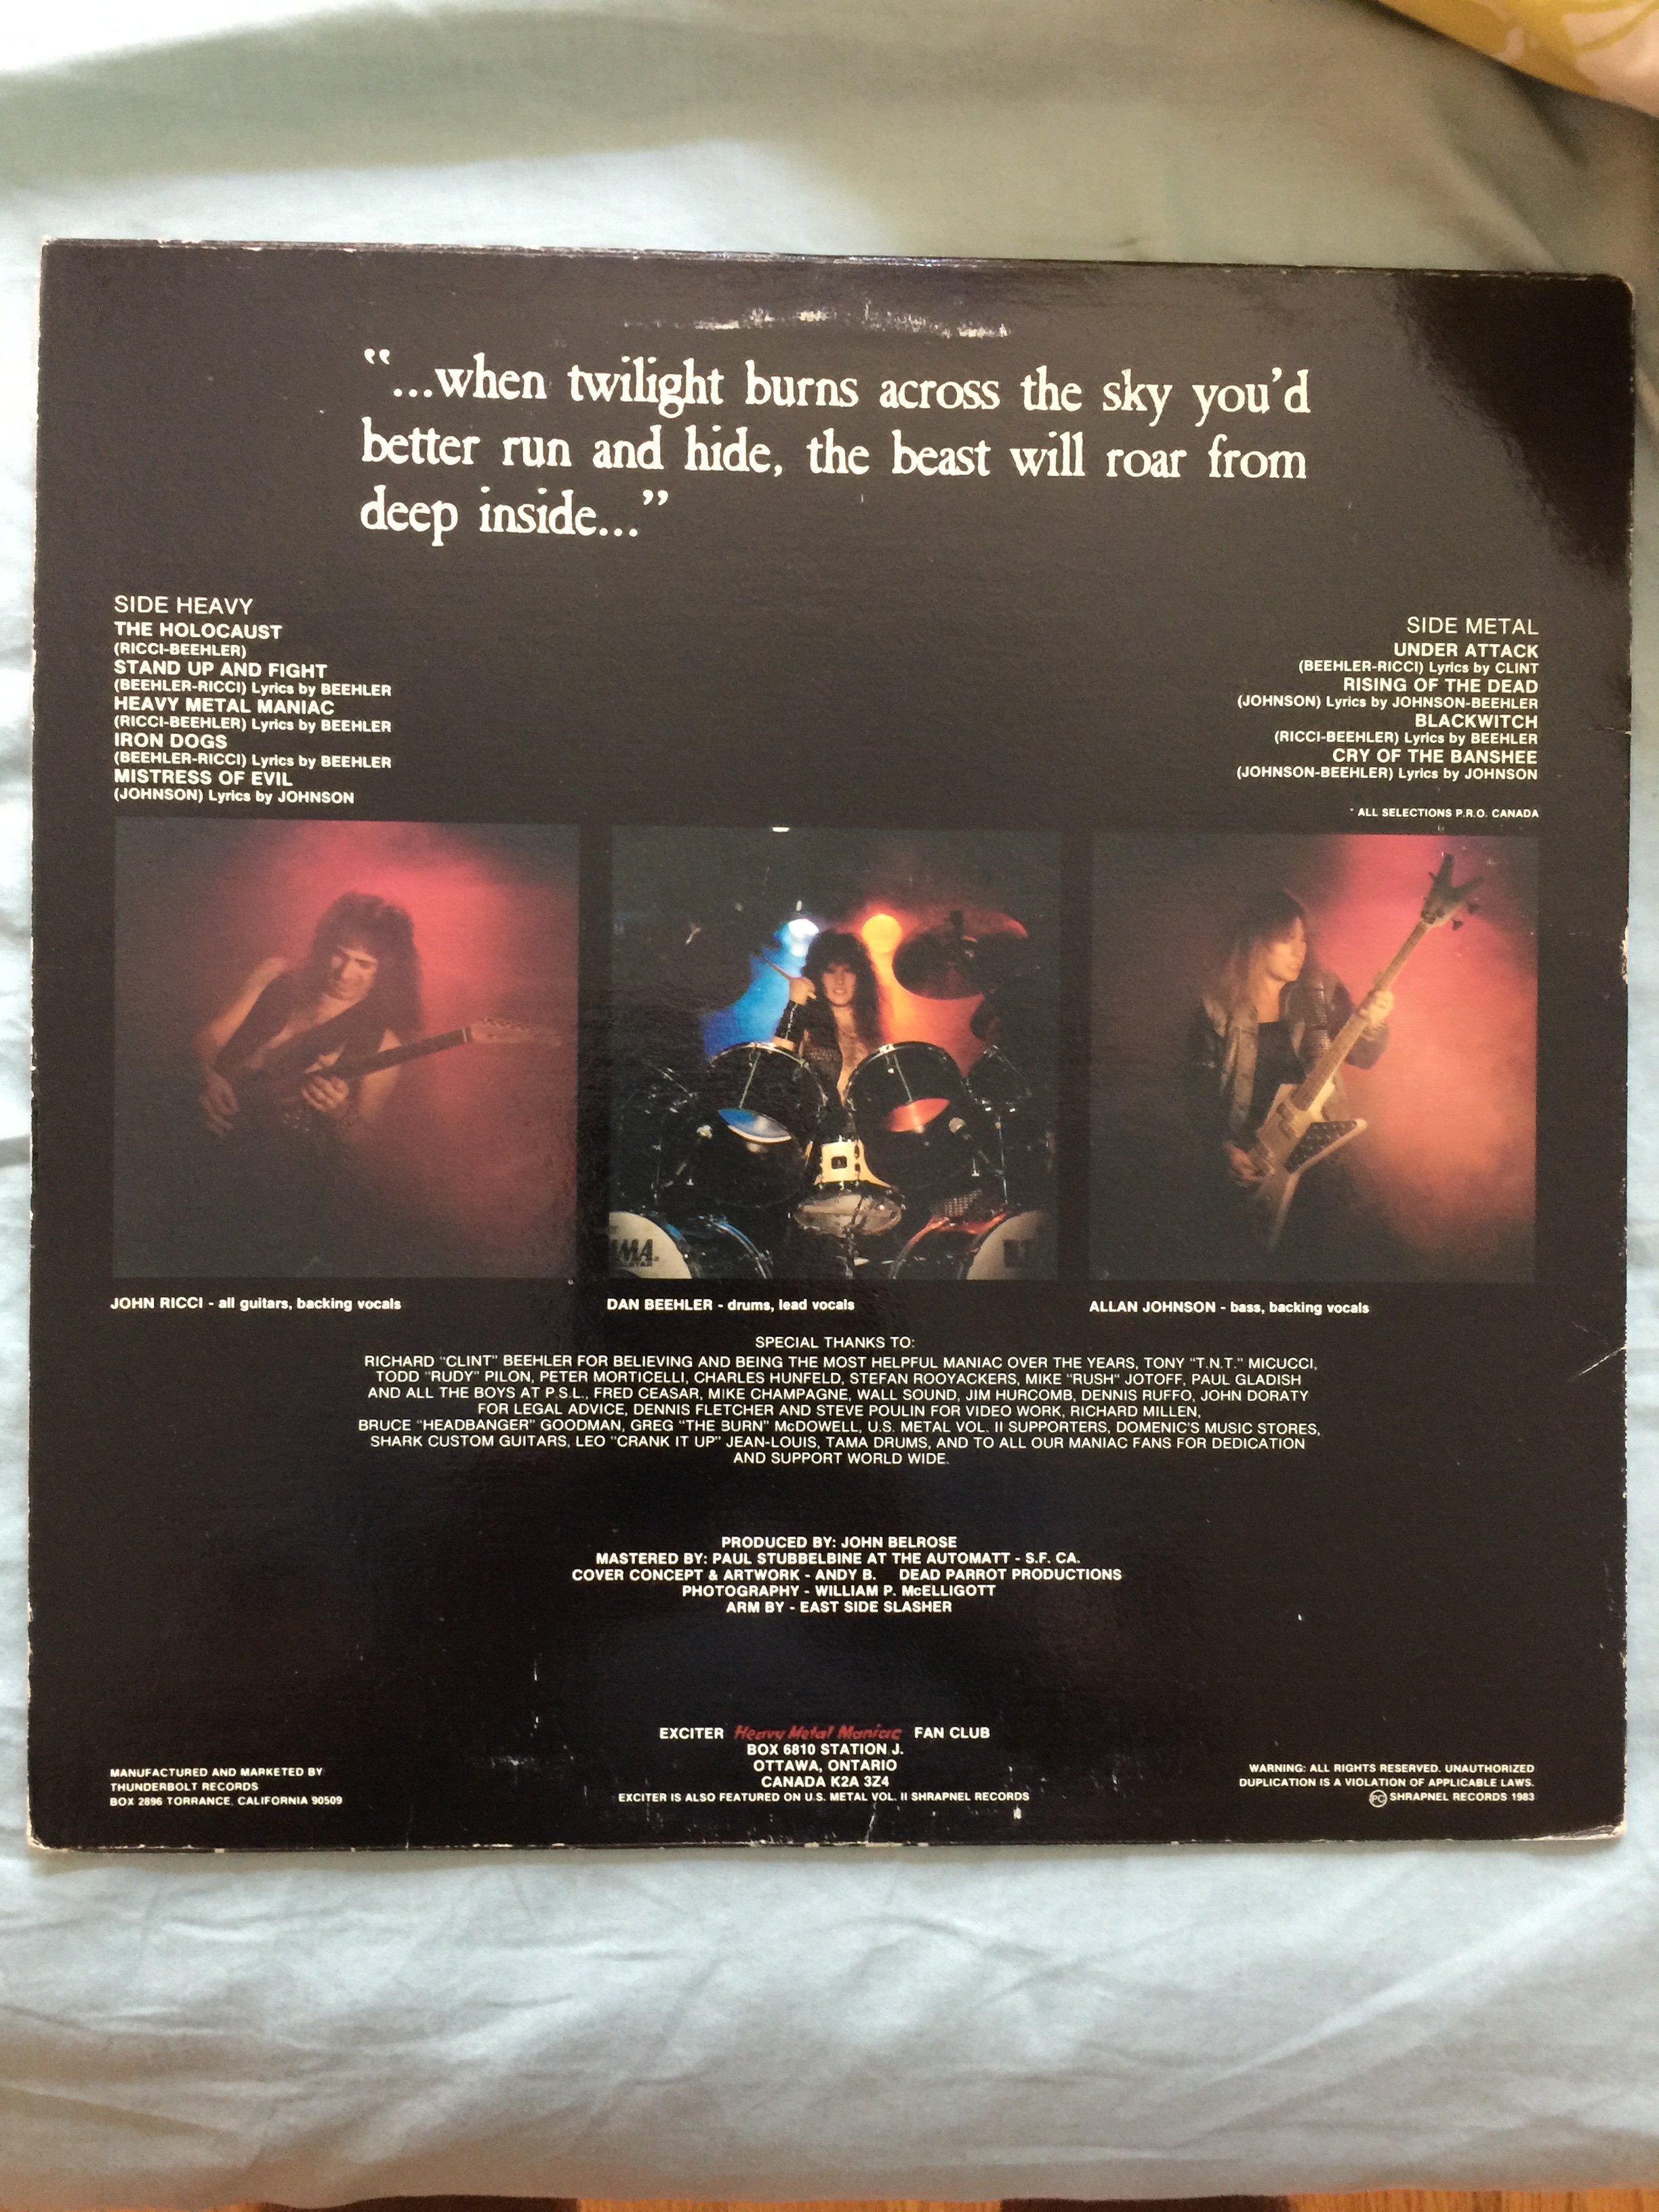 “...when twilight burns across the sky you’d
better run and hide, the beast will roar from
deep inside...”
SIDE HEAVY
THE HOLOCAUST
(RICCI-BEEHLER)
STAND UP AND FIGHT
(BEEHLER-RICCI) Lyrics by BEEHLER
HEAVY METAL MANIAC
(RICCI-BEEHLER) Lyrics by BEEHLER
IRON DOGS
(BEEHLER-RICCI) Lyrics by BEEHLER
MISTRESS OF EVIL
(JOHNSON) Lyrics by JOHNSON
SIDE METAL
UNDER ATTACK
(BEEHLER-RICCI) Lyrics by CLINT
RISING OF THE DEAD
(JOHNSON) Lyrics by JOHNSON-BEEHLER
BLACKWITCH
(RICCI-BEEHLER) Lyrics by BEEHLER
CRY OF THE BANSHEE
(JOHNSON-BEEHLER) Lyrics by JOHNSON
* ALL SELECTIONS P.R.O. CANADA
JOHN RICCI - all guitars, backing vocals
DAN BEEHLER - drums, lead vocals
ALLAN JOHNSON - bass, backing vocals
SPECIAL THANKS TO:
RICHARD "CLINT" BEEHLER FOR BELIEVING AND BEING THE MOST HELPFUL MANIAC OVER THE YEARS, TONY "T.N.T." MICUCCI,
TODD "RUDY" PILON, PETER MORTICELLI, CHARLES HUNFELD, STEFAN ROOYACKERS, MIKE "RUSH" JOTOFF, PAUL GLADISH
AND ALL THE BOYS AT P.S.L., FRED CEASAR, MIKE CHAMPAGNE, WALL SOUND, JIM HURCOMB, DENNIS RUFFO, JOHN DORATY
FOR LEGAL ADVICE, DENNIS FLETCHER AND STEVE POULIN FOR VIDEO WORK, RICHARD MILLEN,
BRUCE "HEADBANGER" GOODMAN, GREG "THE BURN" McDOWELL, U.S. METAL VOL. II SUPPORTERS, DOMENIC'S MUSIC STORES,
SHARK CUSTOM GUITARS, LEO "CRANK IT UP" JEAN-LOUIS, TAMA DRUMS, AND TO ALL OUR MANIAC FANS FOR DEDICATION
AND SUPPORT WORLD WIDE.
PRODUCED BY: JOHN BELROSE
MASTERED BY: PAUL STUBBELBINE AT THE AUTOMATT - S.F. CA.
COVER CONCEPT & ARTWORK - ANDY B. DEAD PARROT PRODUCTIONS
PHOTOGRAPHY - WILLIAM P. McELLIGOTT
ARM BY - EAST SIDE SLASHER
EXCITER Heavy Metal Maniac FAN CLUB
BOX 6810 STATION J.
OTTAWA, ONTARIO
CANADA K2A 3Z4
EXCITER IS ALSO FEATURED ON U.S. METAL VOL. II SHRAPNEL RECORDS
MANUFACTURED AND MARKETED BY
THUNDERBOLT RECORDS
BOX 2896 TORRANCE, CALIFORNIA 90509
WARNING: ALL RIGHTS RESERVED. UNAUTHORIZED
DUPLICATION IS A VIOLATION OF APPLICABLE LAWS.
SHRAPNEL RECORDS 1983